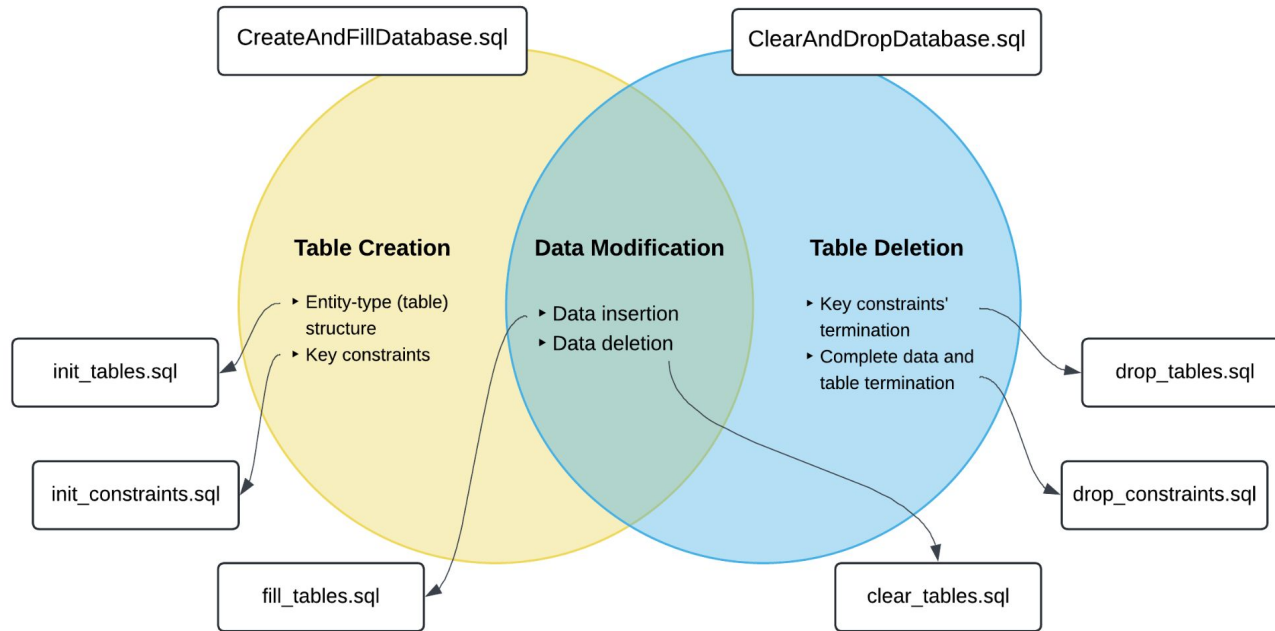 CreateAndFillDatabase.sql
ClearAndDropDatabase.sql
Table Creation
‣ Entity-type (table)
structure
‣ Key constraints
Data Modification
‣ Data insertion
‣ Data deletion
Table Deletion
‣ Key constraints'
termination
‣ Complete data and
table termination
init_tables.sql
drop_tables.sql
init_constraints.sql
drop_constraints.sql
fill_tables.sql
clear_tables.sql